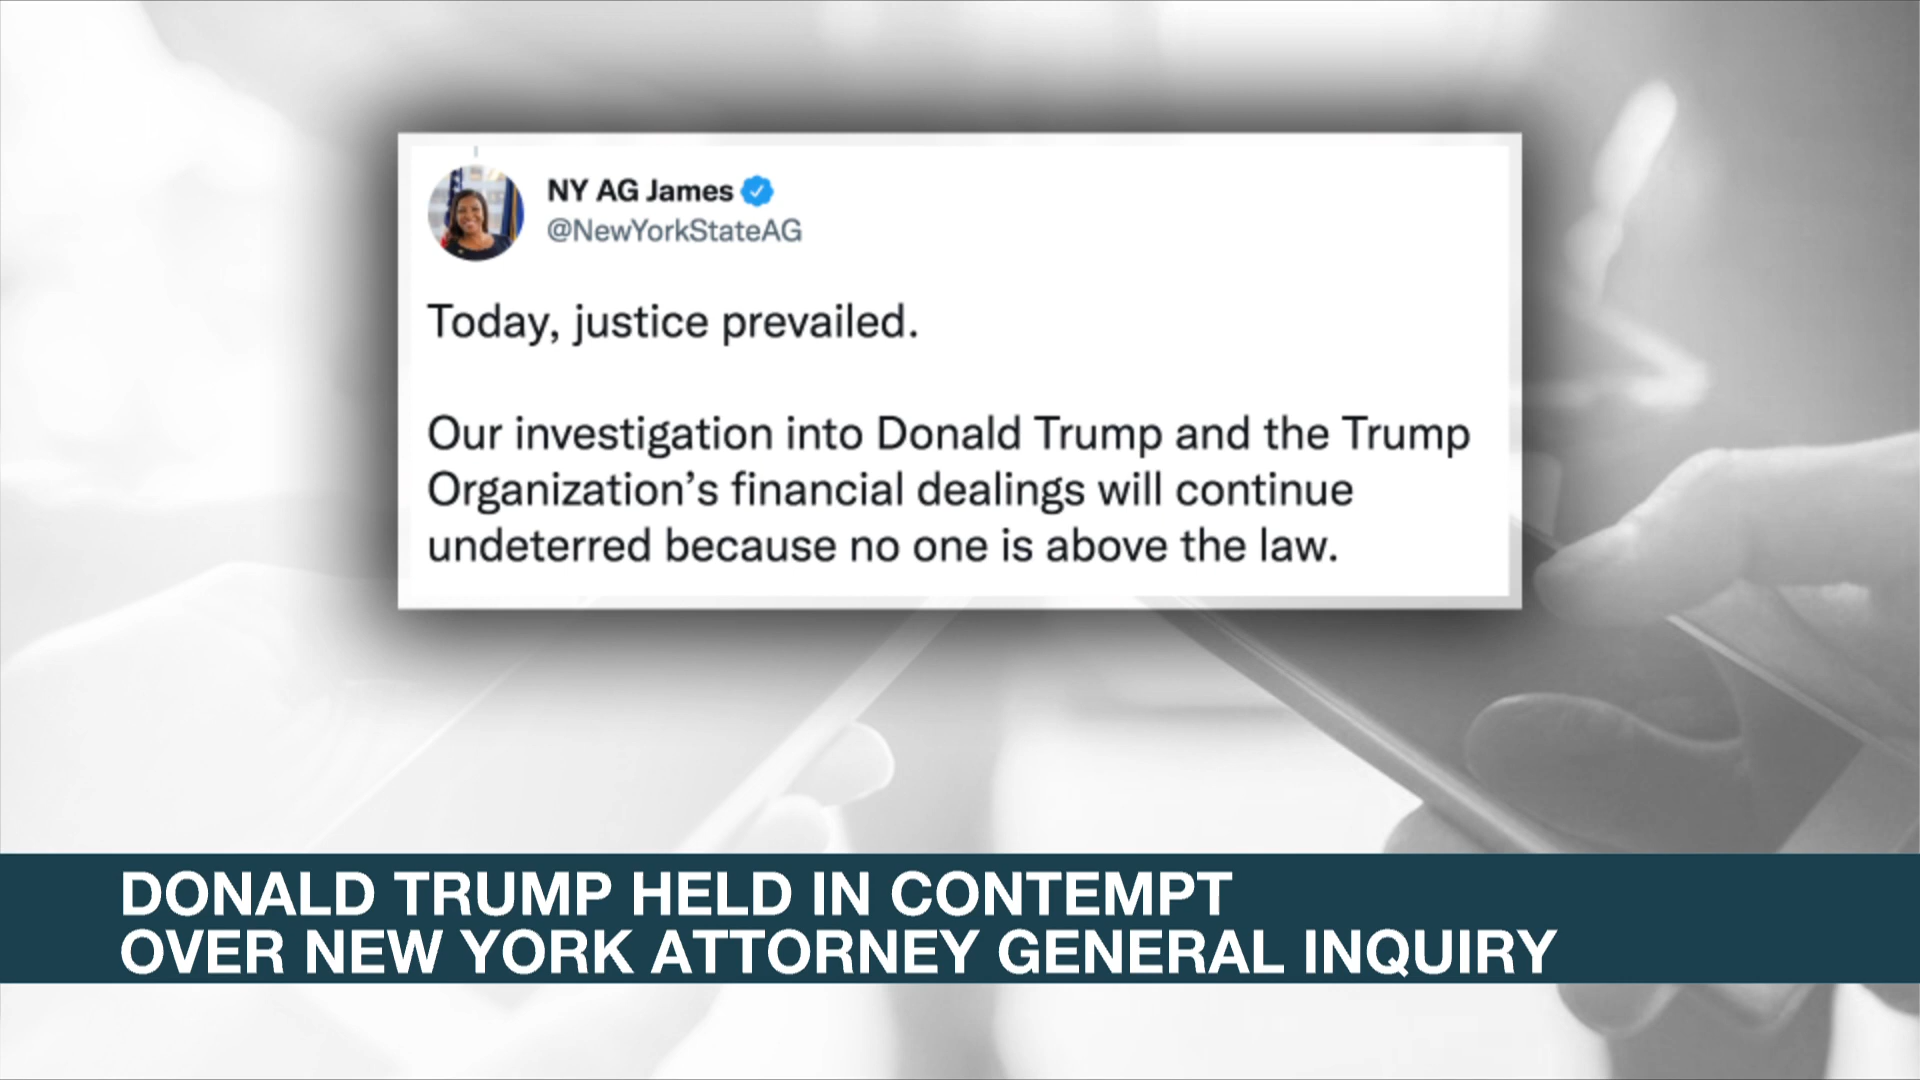 NY AG James
@NewYorkStateAG
Today, justice prevailed.
Our investigation into Donald Trump and the Trump
Organization’s financial dealings will continue
undeterred because no one is above the law.
DONALD TRUMP HELD IN CONTEMPT
OVER NEW YORK ATTORNEY GENERAL INQUIRY